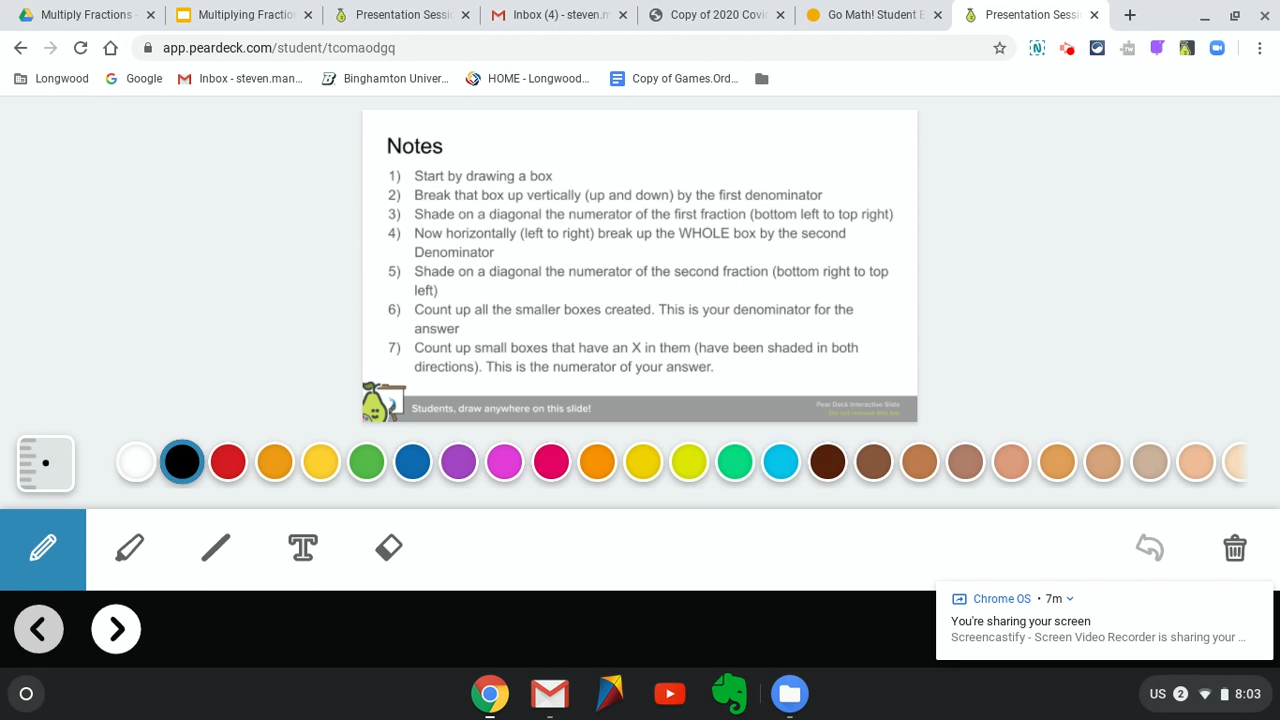 Multiply Fractions -
Multiplying Fractio
Presentation Sessi
Inbox (4) - steven.m
Copy of 2020 Covi
Go Math! Student E
Presentation Sessi
app.peardeck.com/student/tcomaodgq
Longwood
Google
Inbox - steven.man...
Binghamton Univer...
HOME - Longwood...
Copy of Games.Ord...
Notes
1) Start by drawing a box
2) Break that box up vertically (up and down) by the first denominator
3) Shade on a diagonal the numerator of the first fraction (bottom left to top right)
4) Now horizontally (left to right) break up the WHOLE box by the second
Denominator
5) Shade on a diagonal the numerator of the second fraction (bottom right to top
left)
6) Count up all the smaller boxes created. This is your denominator for the
answer
7) Count up small boxes that have an X in them (have been shaded in both
directions). This is the numerator of your answer.
Students, draw anywhere on this slide!
Pear Deck Interactive Slide
Do not remove this bar
T
Chrome OS • 7m
You're sharing your screen
Screencastify - Screen Video Recorder is sharing your ...
US 2 8:03